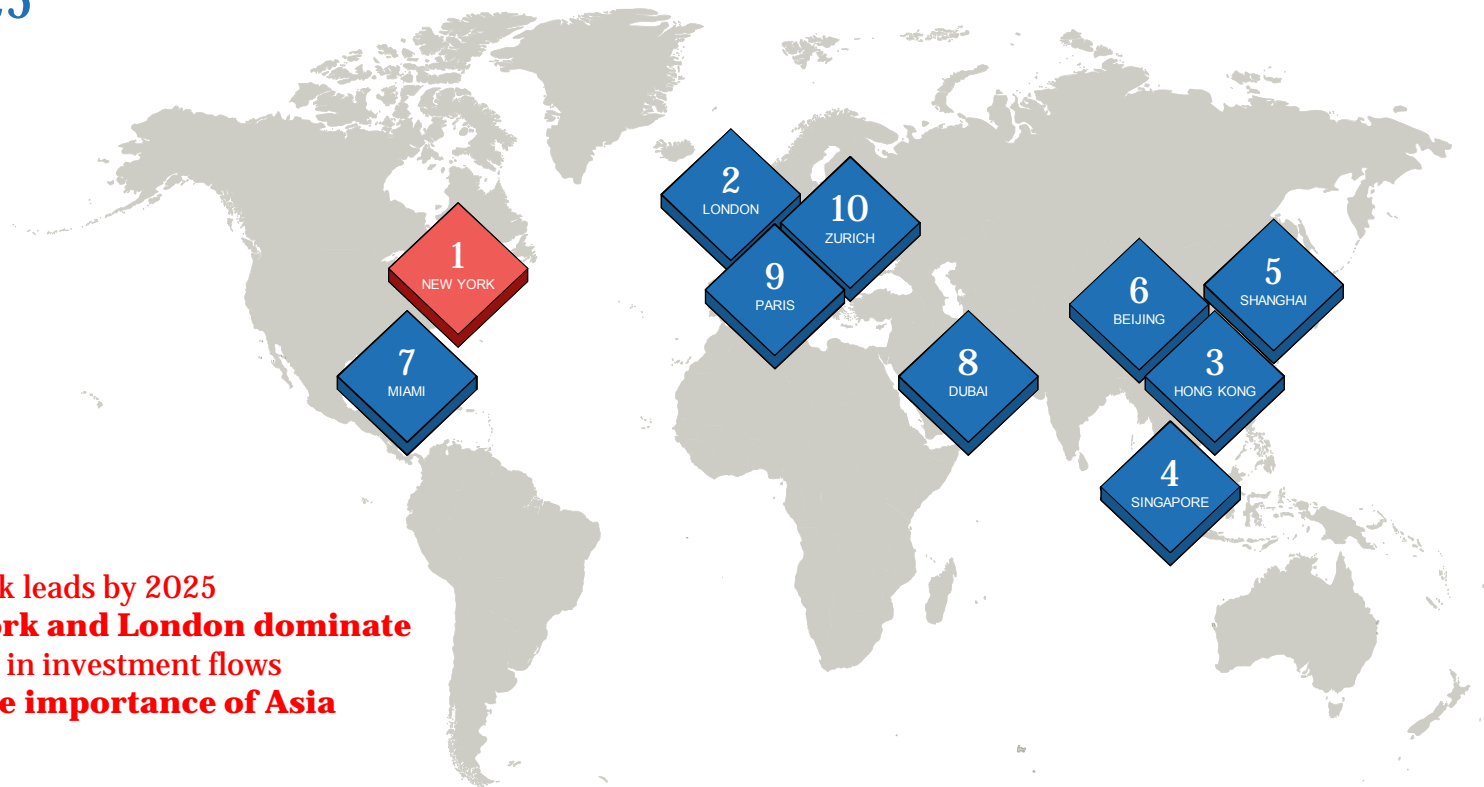 2
LONDON
10
ZURICH
1
NEW YORK
9
PARIS
6
BEIJING
5
SHANGHAI
7
MIAMI
8
DUBAI
3
HONG KONG
4
SINGAPORE
leads by 2025
and London dominate
in investment flows
importance of Asia